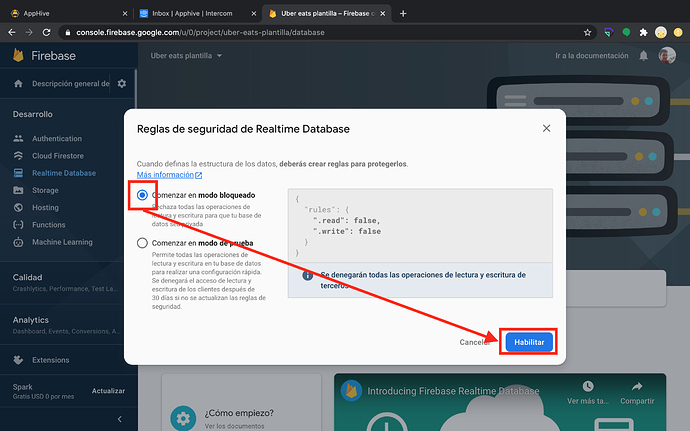 AppHive
Inbox | Apphive | Intercom
Uber eats plantilla – Firebase c
console.firebase.google.com/u/0/project/uber-eats-plantilla/database
Firebase
Uber eats plantilla
Ir a la documentación
Descripción general de
Desarrollo
Authentication
Cloud Firestore
Realtime Database
Storage
Hosting
Functions
Machine Learning
Calidad
Crashlytics, Performance, Test La...
Analytics
Dashboard, Events, Conversions, A...
Extensions
Spark
Gratis USD 0 por mes
Actualizar
Reglas de seguridad de Realtime Database
Cuando definas la estructura de los datos, deberás crear reglas para protegerlos.
Más información
Comenzar en modo bloqueado
Rechaza todas las operaciones de
lectura y escritura para que tu base de
datos sea privada
Comenzar en modo de prueba
Permite todas las operaciones de
lectura y escritura en tu base de datos
para realizar una configuración rápida.
Se denegará el acceso de lectura y
escritura de los clientes después de
30 días si no se actualizan las reglas de
seguridad.
{
"rules": {
".read": false,
".write": false
}
}
Se denegarán todas las operaciones de lectura y escritura de
terceros
Cancelar
Habilitar
¿Cómo empiezo?
Ver los documentos
Introducing Firebase Realtime Database
Ver más ta...
Compartir